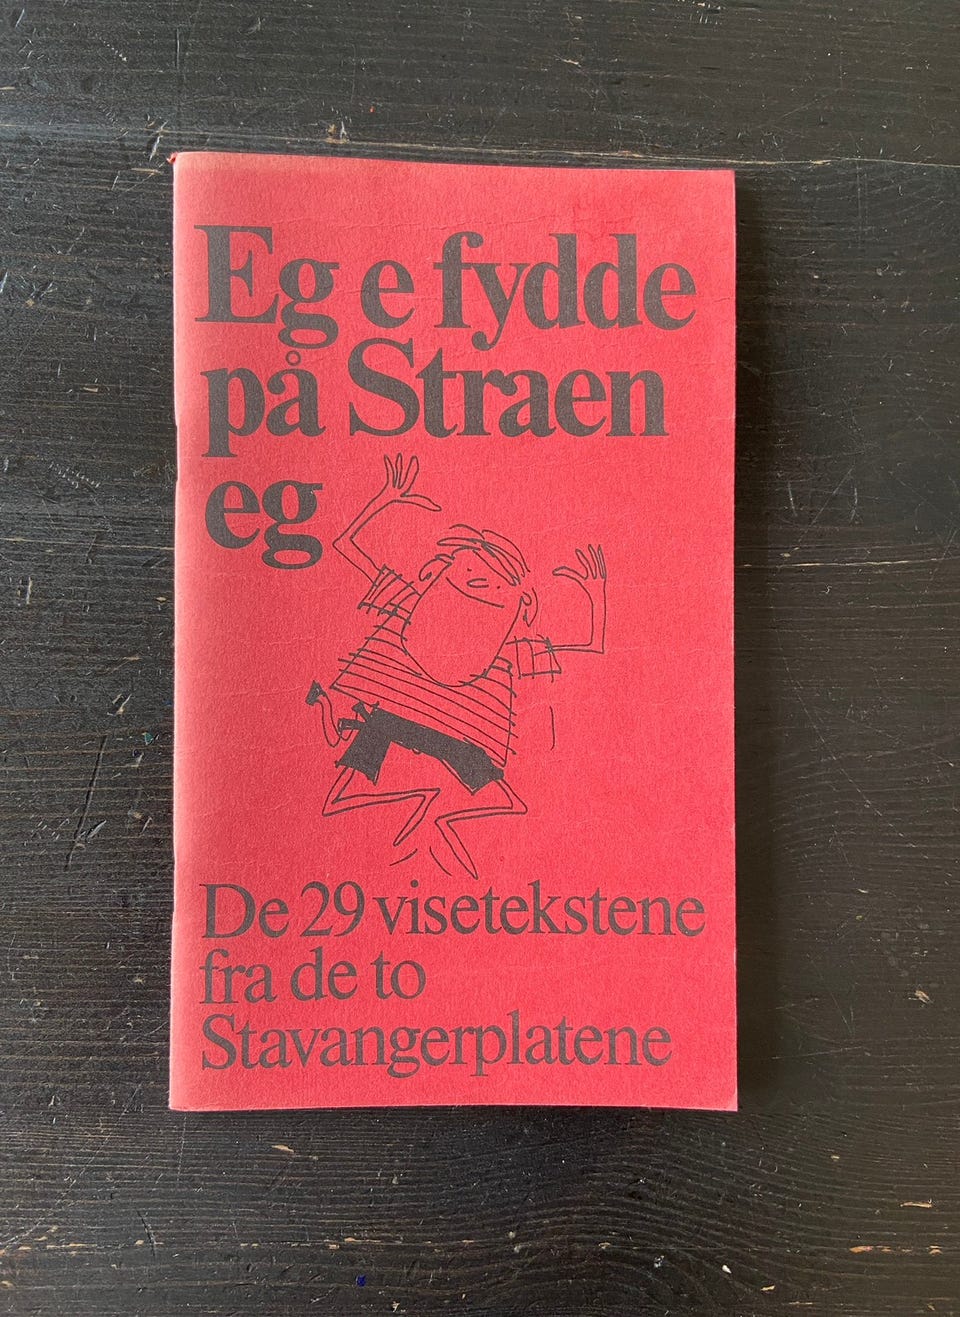 Eg e fydde
på Straen
eg
De 29 visetekstene
fra de to
Stavangerplatene